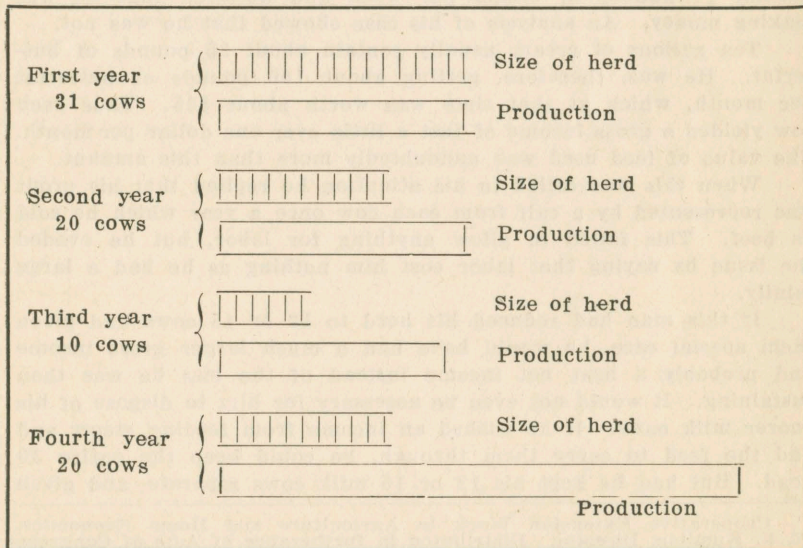 First year
31 cows
Size of herd
Production
Second year
20 cows
Size of herd
Production
Third year
10 cows
Size of herd
Production
Fourth year
20 cows
Size of herd
Production